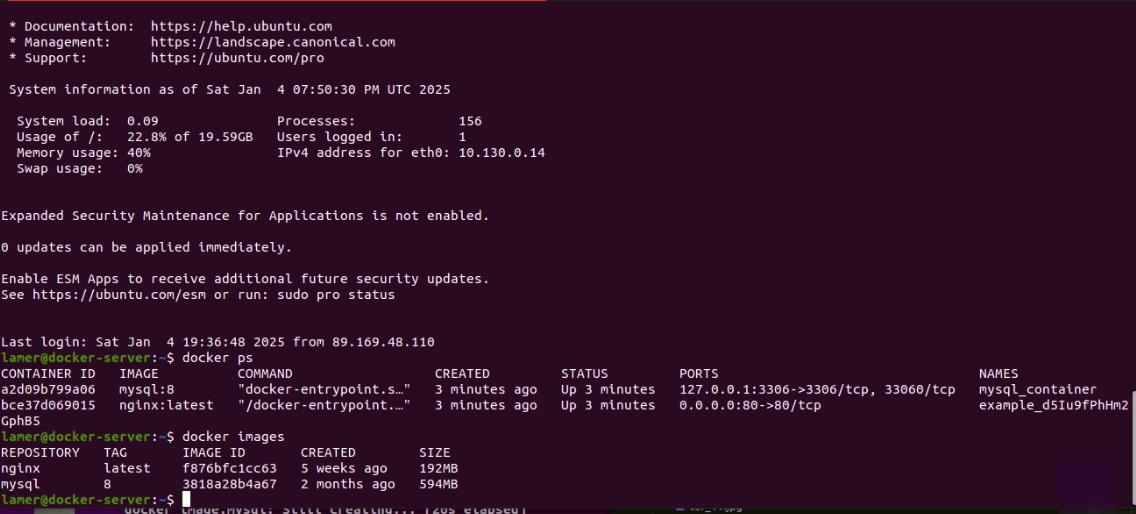 * Documentation:  https://help.ubuntu.com
 * Management:     https://landscape.canonical.com
 * Support:        https://ubuntu.com/pro

 System information as of Sat Jan  4 07:50:30 PM UTC 2025

  System load:  0.09               Processes:             156
  Usage of /:   22.8% of 19.59GB   Users logged in:       1
  Memory usage: 40%                IPv4 address for eth0: 10.130.0.14
  Swap usage:   0%

Expanded Security Maintenance for Applications is not enabled.

0 updates can be applied immediately.

Enable ESM Apps to receive additional future security updates.
See https://ubuntu.com/esm or run: sudo pro status

Last login: Sat Jan  4 19:36:48 2025 from 89.169.48.110
lamer@docker-server:~$ docker ps
CONTAINER ID   IMAGE          COMMAND                  CREATED         STATUS         PORTS                                 NAMES
a2d09b799a06   mysql:8        "docker-entrypoint.s…"   3 minutes ago   Up 3 minutes   127.0.0.1:3306->3306/tcp, 33060/tcp   mysql_container
bce37d069015   nginx:latest   "/docker-entrypoint.…"   3 minutes ago   Up 3 minutes   0.0.0.0:80->80/tcp                    example_d5Iu9fPhHm2
GphB5
lamer@docker-server:~$ docker images
REPOSITORY   TAG       IMAGE ID       CREATED        SIZE
nginx        latest    f876bfc1cc63   5 weeks ago    192MB
mysql        8         3818a28b4a67   2 months ago   594MB
lamer@docker-server:~$
docker_image.mysql: Still creating... [20s elapsed]